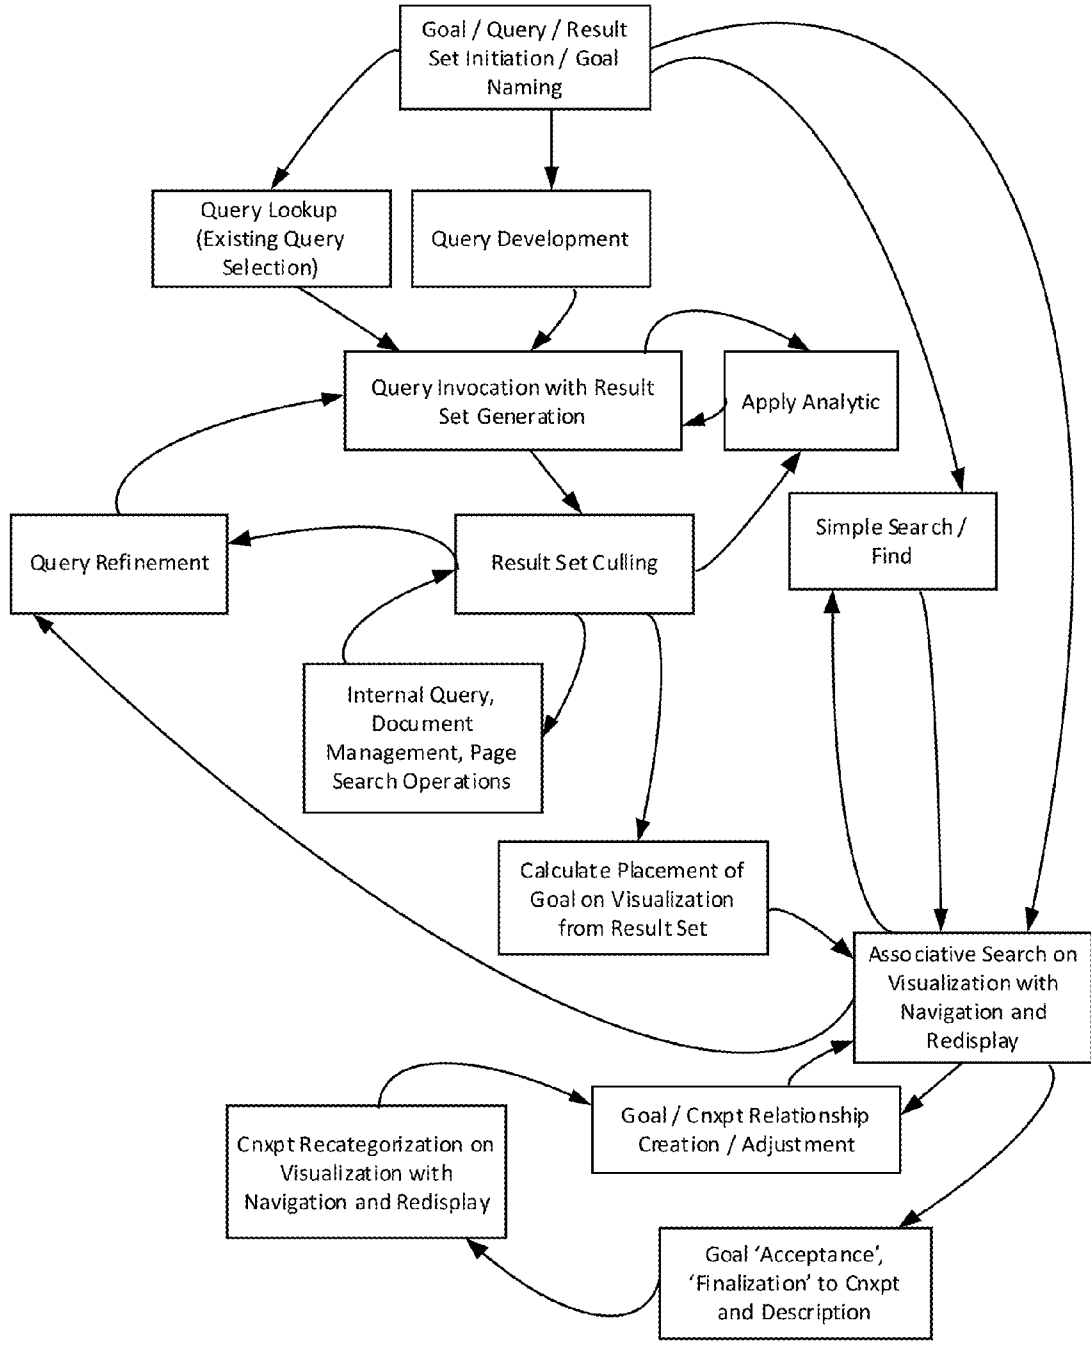 Goal / Query / Result
Set Initiation / Goal
Naming
Query Lookup
(Existing Query
Selection)
Query Development
Query Invocation with Result
Set Generation
Apply Analytic
Simple Search /
Find
Query Refinement
Result Set Culling
Internal Query,
Document
Management, Page
Search Operations
Calculate Placement of
Goal on Visualization
from Result Set
Associative Search on
Visualization with
Navigation and
Redisplay
Goal / Cnxpt Relationship
Creation / Adjustment
Cnxpt Recategorization on
Visualization with
Navigation and Redisplay
Goal ‘Acceptance’,
‘Finalization’ to Cnxpt
and Description